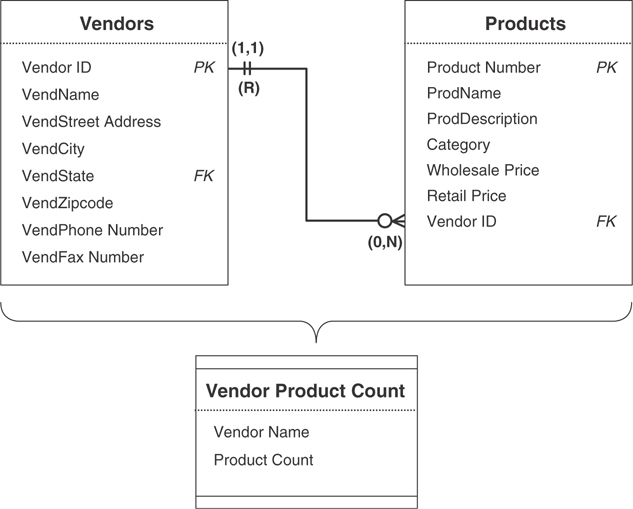 Vendors
Vendor ID PK
VendName
VendStreet Address
VendCity
VendState FK
VendZipcode
VendPhone Number
VendFax Number
(1,1)
(R)
(0,N)
Products
Product Number PK
ProdName
ProdDescription
Category
Wholesale Price
Retail Price
Vendor ID FK
Vendor Product Count
Vendor Name
Product Count